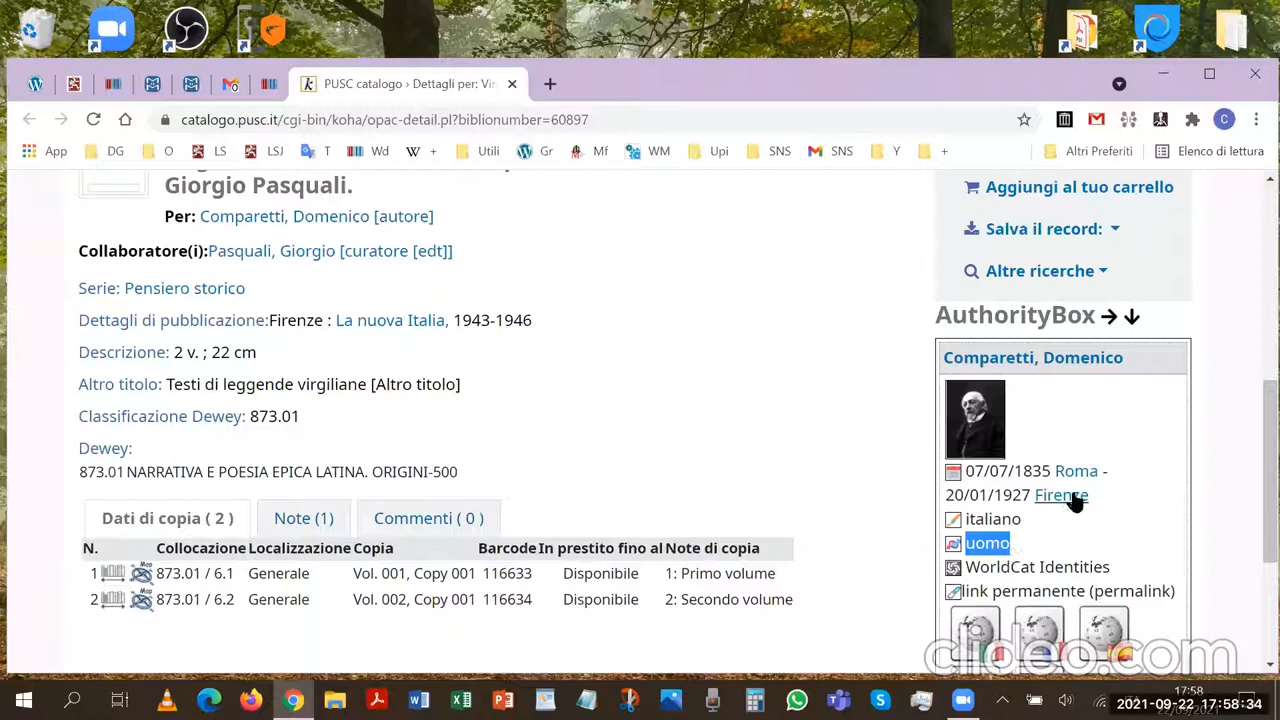 PUSC catalogo › Dettagli per: Vir
catalogo.pusc.it/cgi-bin/koha/opac-detail.pl?biblionumber=60897
App DG O LS LSJ T Wd + Utili Gr Mf WM Upi SNS SNS Y + Altri Preferiti Elenco di lettura
Giorgio Pasquali.
Per: Comparetti, Domenico [autore]
Collaboratore(i):Pasquali, Giorgio [curatore [edt]]
Serie: Pensiero storico
Dettagli di pubblicazione:Firenze : La nuova Italia, 1943-1946
Descrizione: 2 v. ; 22 cm
Altro titolo: Testi di leggende virgiliane [Altro titolo]
Classificazione Dewey: 873.01
Dewey:
873.01 NARRATIVA E POESIA EPICA LATINA. ORIGINI-500
Dati di copia ( 2 ) Note (1) Commenti ( 0 )
N. Collocazione Localizzazione Copia Barcode In prestito fino al Note di copia
1 873.01 / 6.1 Generale Vol. 001, Copy 001 116633 Disponibile 1: Primo volume
2 873.01 / 6.2 Generale Vol. 002, Copy 001 116634 Disponibile 2: Secondo volume
Aggiungi al tuo carrello
Salva il record:
Altre ricerche
AuthorityBox → ↓
Comparetti, Domenico
07/07/1835 Roma -
20/01/1927 Firenze
italiano
uomo
WorldCat Identities
link permanente (permalink)
clideo.com
17:58
2021-09-22 17:58:34